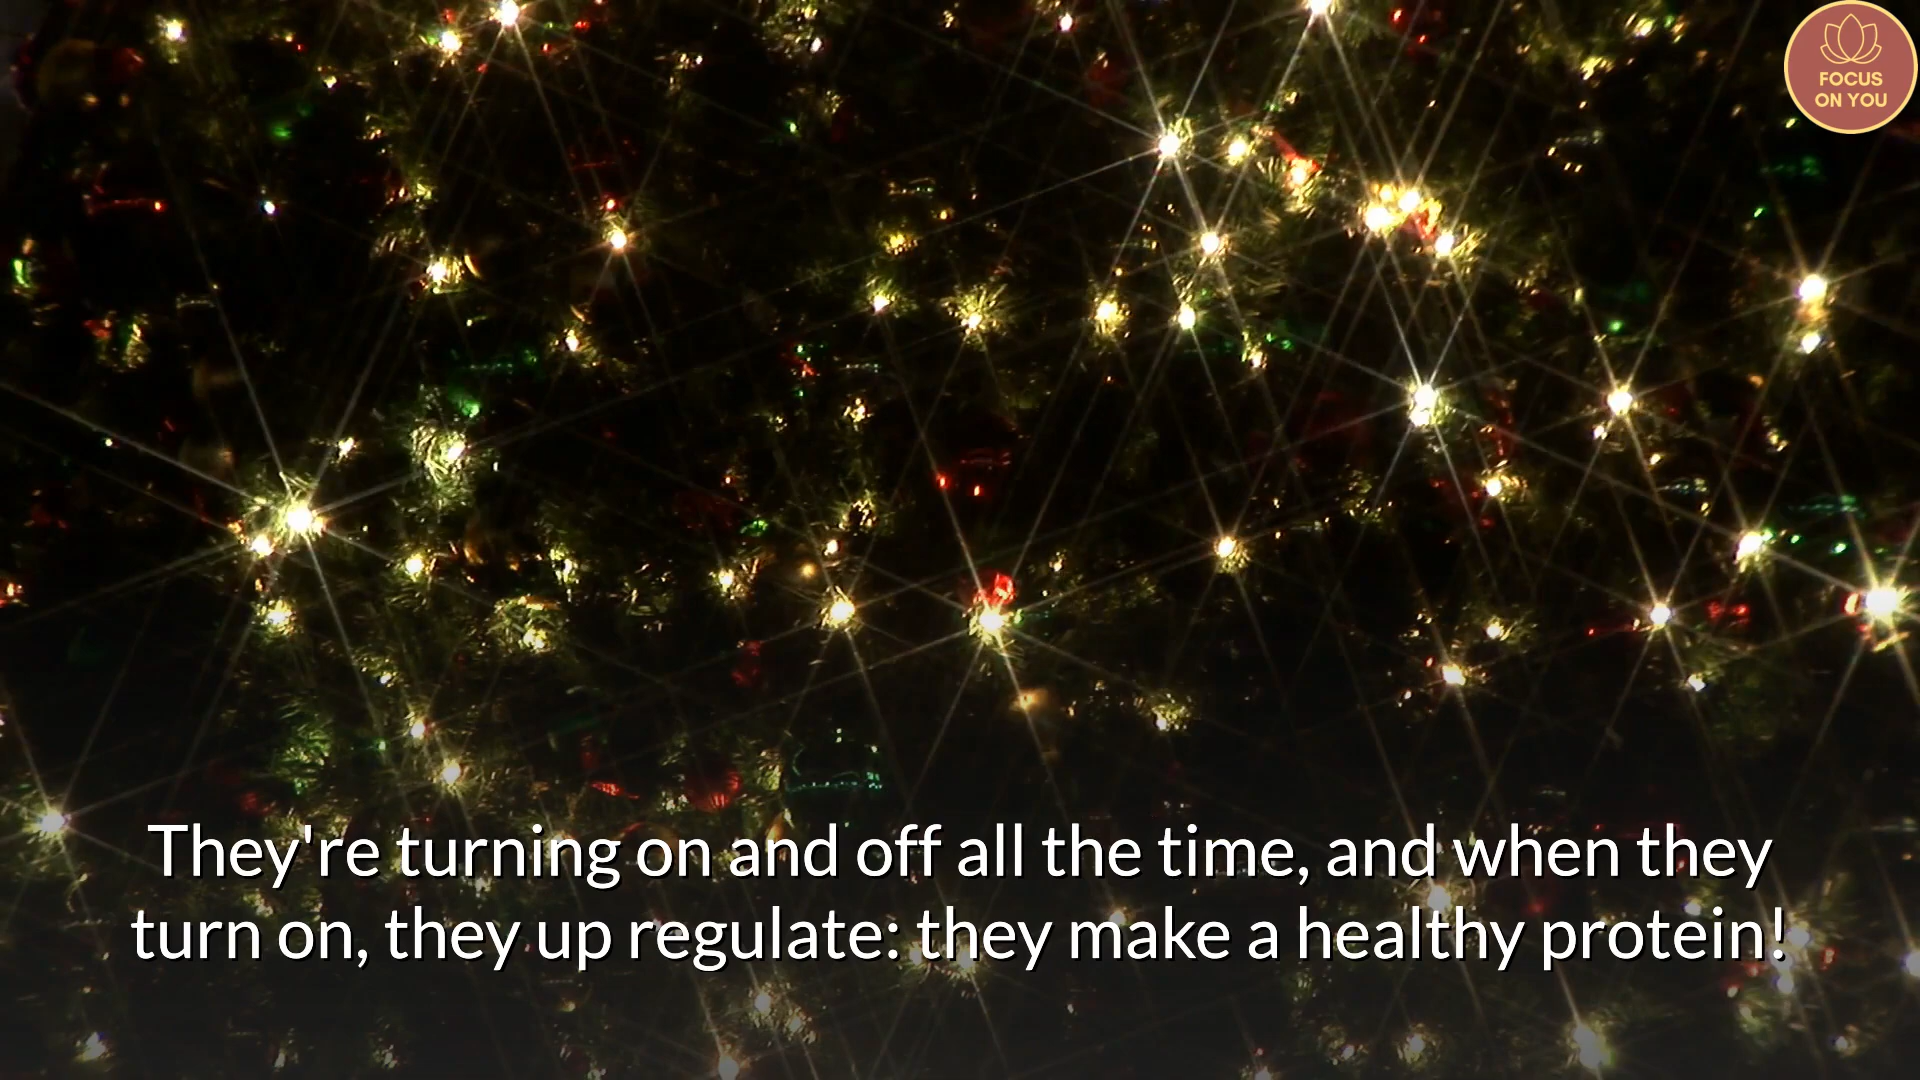 FOCUS
ON YOU
They're turning on and off all the time, and when they
turn on, they up regulate: they make a healthy protein!